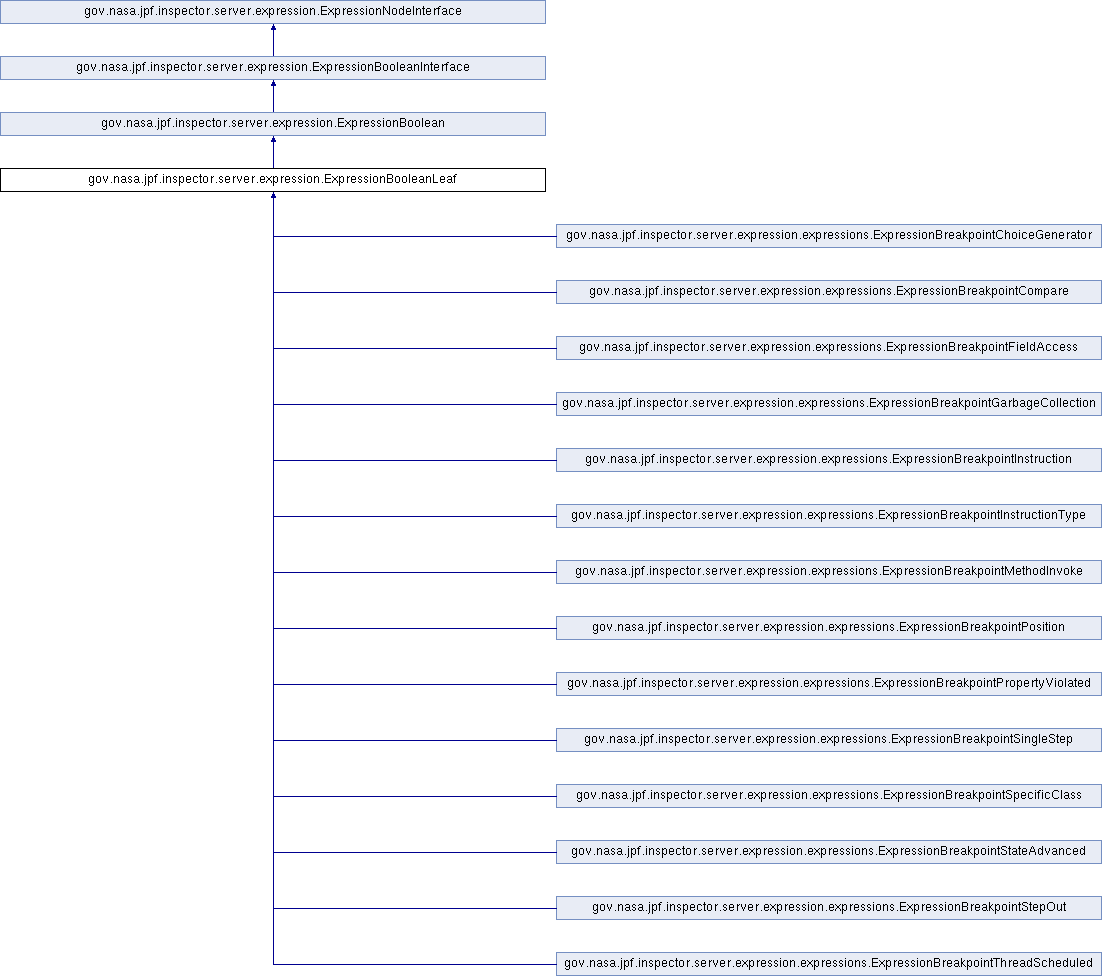 gov.nasa.jpf.inspector.server.expression.ExpressionNodeInterface
gov.nasa.jpf.inspector.server.expression.ExpressionBooleanInterface
gov.nasa.jpf.inspector.server.expression.ExpressionBoolean
gov.nasa.jpf.inspector.server.expression.ExpressionBooleanLeaf
gov.nasa.jpf.inspector.server.expression.expressions.ExpressionBreakpointChoiceGenerator
gov.nasa.jpf.inspector.server.expression.expressions.ExpressionBreakpointCompare
gov.nasa.jpf.inspector.server.expression.expressions.ExpressionBreakpointFieldAccess
gov.nasa.jpf.inspector.server.expression.expressions.ExpressionBreakpointGarbageCollection
gov.nasa.jpf.inspector.server.expression.expressions.ExpressionBreakpointInstruction
gov.nasa.jpf.inspector.server.expression.expressions.ExpressionBreakpointInstructionType
gov.nasa.jpf.inspector.server.expression.expressions.ExpressionBreakpointMethodInvoke
gov.nasa.jpf.inspector.server.expression.expressions.ExpressionBreakpointPosition
gov.nasa.jpf.inspector.server.expression.expressions.ExpressionBreakpointPropertyViolated
gov.nasa.jpf.inspector.server.expression.expressions.ExpressionBreakpointSingleStep
gov.nasa.jpf.inspector.server.expression.expressions.ExpressionBreakpointSpecificClass
gov.nasa.jpf.inspector.server.expression.expressions.ExpressionBreakpointStateAdvanced
gov.nasa.jpf.inspector.server.expression.expressions.ExpressionBreakpointStepOut
gov.nasa.jpf.inspector.server.expression.expressions.ExpressionBreakpointThreadScheduled